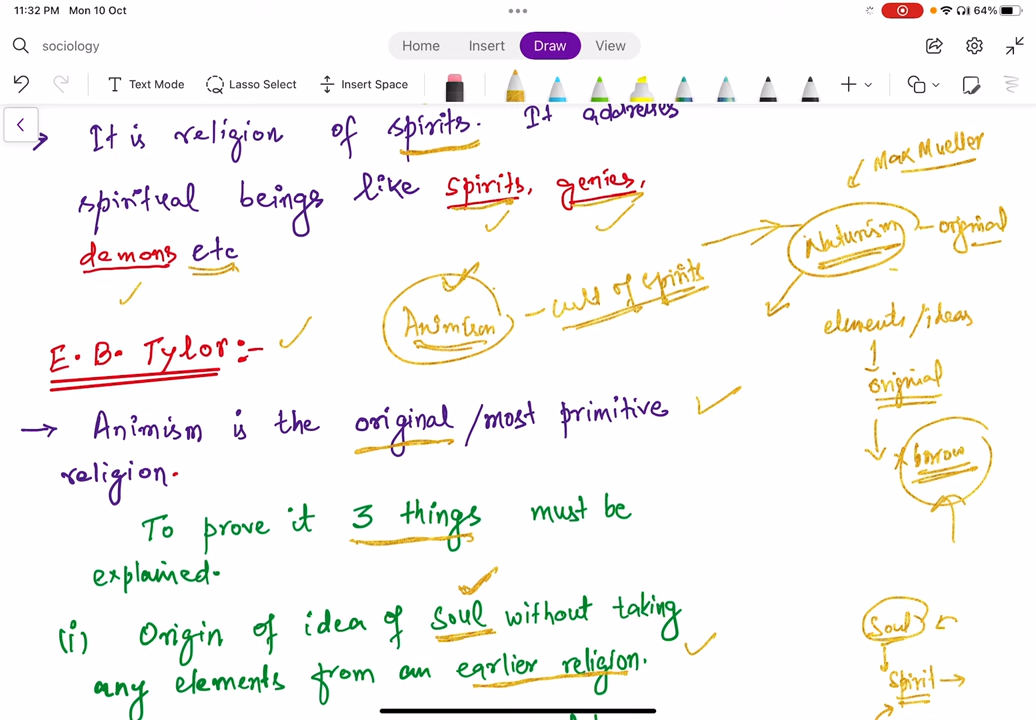 11:32 PM Mon 10 Oct
64%
sociology
Home Insert Draw View
Text Mode Lasso Select Insert Space
It is religion of spirits. It addresses
spiritual beings like spirits, genies,
demons etc
Max Mueller
Naturism - original
Animism - cult of spirits
elements/ideas
original
x borrow
E. B. Tylor:-
→ Animism is the original/most primitive
religion.
To prove it 3 things must be
explained.
(i) Origin of idea of soul without taking
any elements from an earlier religion.
Soul
Spirit →